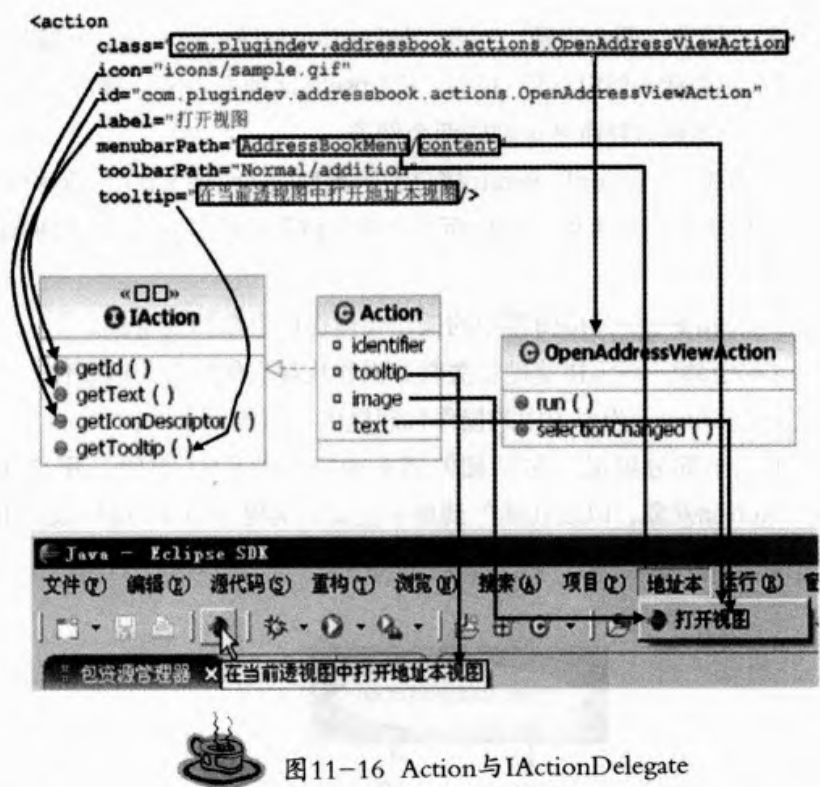 <action
class="com.plugindev.addressbook.actions.OpenAddressViewAction"
icon="icons/sample.gif"
id="com.plugindev.addressbook.actions.OpenAddressViewAction"
label="打开视图
menubarPath="AddressBookMenu/content"
toolbarPath="Normal/addition"
tooltip="在当前透视图中打开地址本视图/>
«□□»
IAction
getId ( )
getText ( )
getIconDescriptor ( )
getTooltip ( )
Action
identifier
tooltip
image
text
OpenAddressViewAction
run ( )
selectionChanged ( )
Java - Eclipse SDK
文件(F) 编辑(E) 源代码(S) 重构(T) 浏览(N) 搜索(A) 项目(P) 地址本 运行(R)
打开视图
包资源管理器
在当前透视图中打开地址本视图
图11-16 Action与IActionDelegate